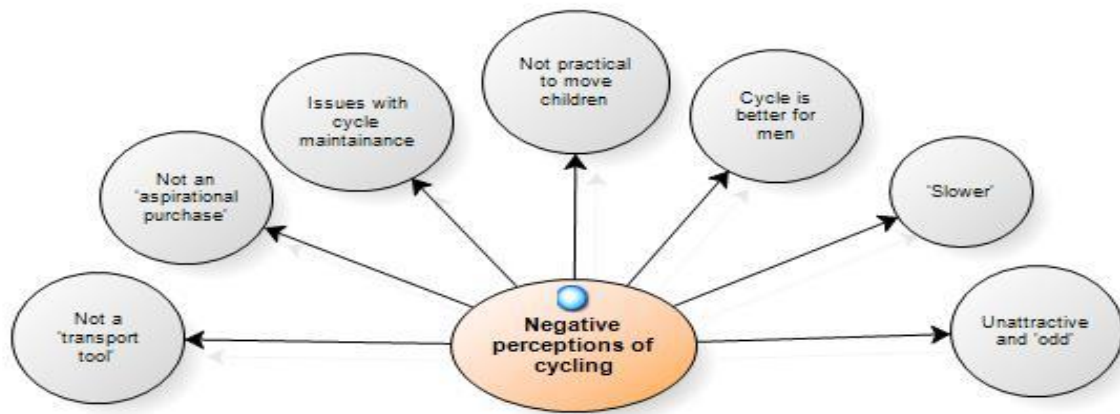 Not practical
to move
children
Issues with
cycle
maintainance
Cycle is
better for
men
Not an
'aspirational
purchase'
'Slower'
Not a
'transport
tool'
Negative
perceptions of
cycling
Unattractive
and 'odd'